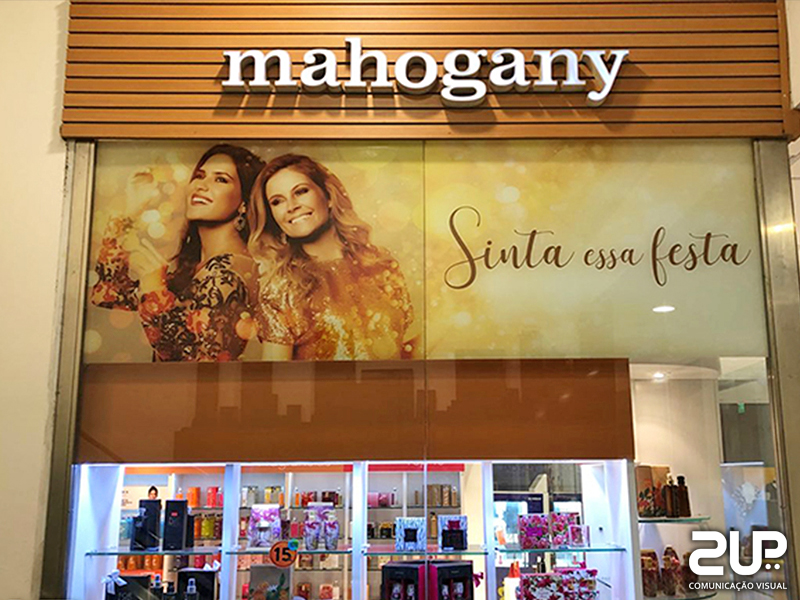 mahogany
Sinta essa festa
15
2UP
COMUNICAÇÃO VISUAL